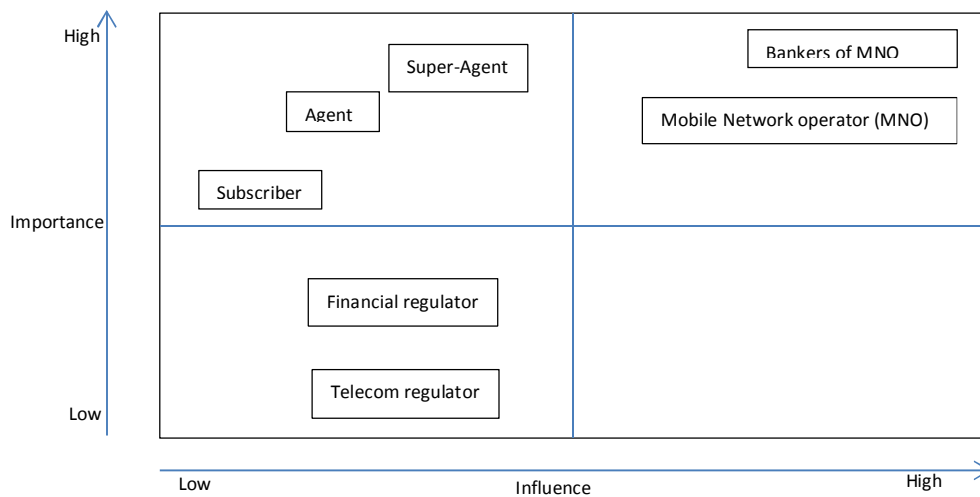 High
Bankers of MNO
Super-Agent
Agent
Mobile Network operator (MNO)
Subscriber
Importance
Financial regulator
Telecom regulator
Low
Low
Influence
High